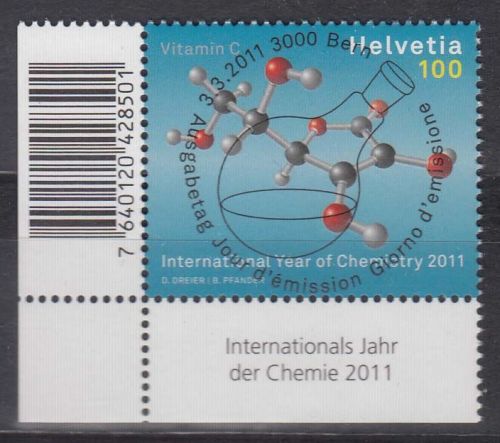 Vitamin C
Helvetia
100
3.3.2011 3000 Bern
Ausgabetag Jour d'émission Giorno d'emissione
7 640120 428501
International Year of Chemistry 2011
D. DREIER | B. PFANDER
Internationals Jahr
der Chemie 2011